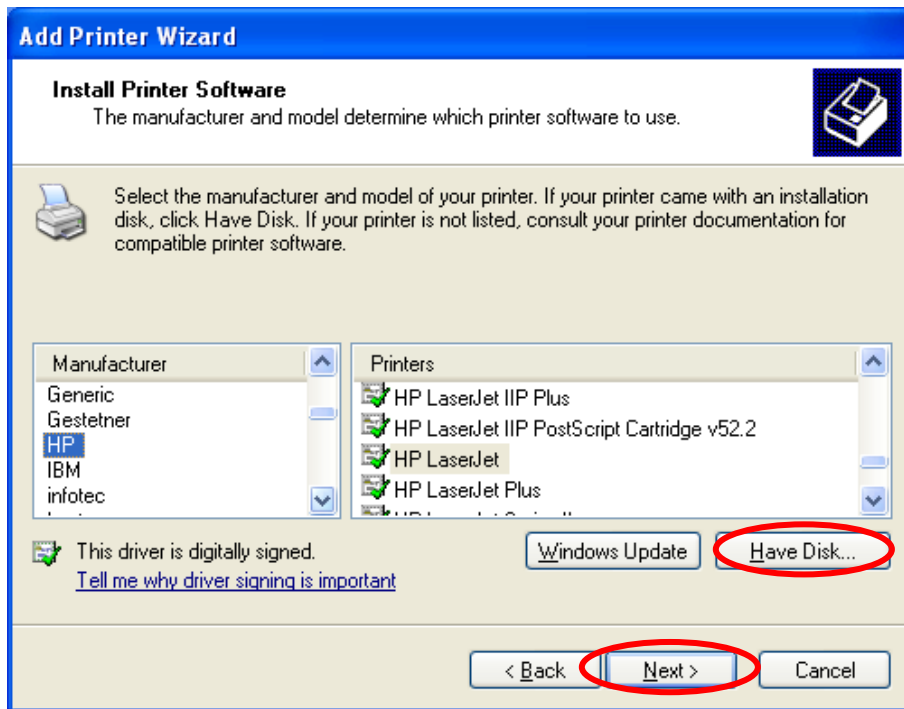 Add Printer Wizard
Install Printer Software
The manufacturer and model determine which printer software to use.
Select the manufacturer and model of your printer. If your printer came with an installation
disk, click Have Disk. If your printer is not listed, consult your printer documentation for
compatible printer software.
Manufacturer
Generic
Gestetner
HP
IBM
infotec
Printers
HP LaserJet IIP Plus
HP LaserJet IIP PostScript Cartridge v52.2
HP LaserJet
HP LaserJet Plus
This driver is digitally signed.
Tell me why driver signing is important
Windows Update
Have Disk...
< Back
Next >
Cancel